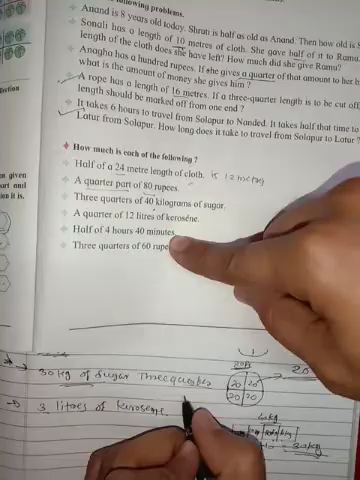 following problems.
Anand is 8 years old today. Shruti is half as old as Anand. Then how old is
Sonali has a length of 10 metres of cloth. She gave half of it to Rama.
length of the cloth does she have left? How much did she give Rama?
Anagha has a hundred rupees. If she gives a quarter of that amount to her
what is the amount of money she gives him?
A rope has a length of 16 metres. If a three-quarter length is to be cut off
length should be marked off from one end?
It takes 6 hours to travel from Solapur to Nanded. It takes half that time to
Latur from Solapur. How long does it take to travel from Solapur to Latur?
How much is each of the following?
Half of a 24 metre length of cloth. is 12 metres
A quarter part of 80 rupees.
Three quarters of 40 kilograms of sugar.
A quarter of 12 litres of kerosene.
Half of 4 hours 40 minutes.
Three quarters of 60
given
part and
30 kg of sugar Three quarters
20 20
20 20
20
3 litres of kerosene
30kg